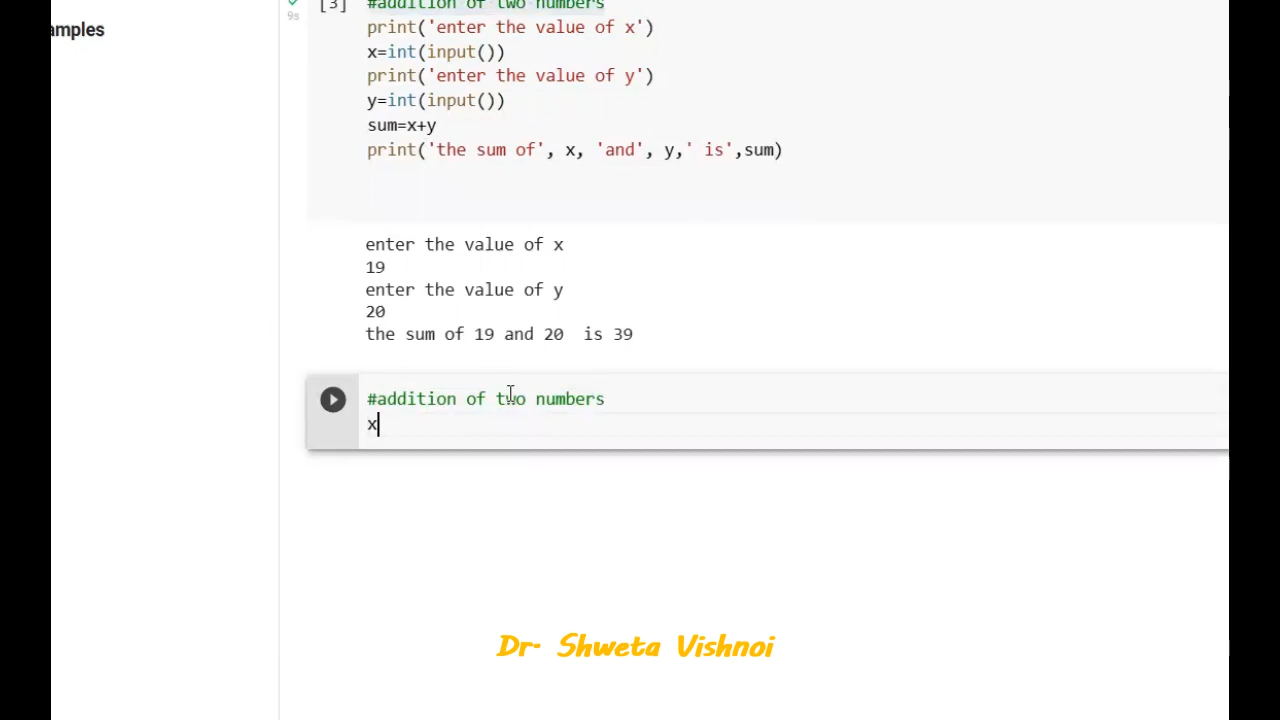 [3] #addition of two numbers
9s
amples
print('enter the value of x')
x=int(input())
print('enter the value of y')
y=int(input())
sum=x+y
print('the sum of', x, 'and', y,' is',sum)
enter the value of x
19
enter the value of y
20
the sum of 19 and 20  is 39
#addition of two numbers
x
Dr. Shweta Vishnoi